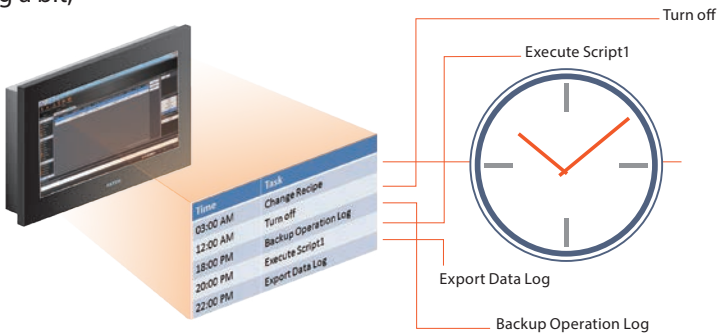 g a bit,
Turn off
Execute Script1
Time Task
03:00 AM Change Recipe
12:00 AM Turn off
18:00 PM Backup Operation Log
20:00 PM Execute Script1
22:00 PM Export Data Log
Export Data Log
Backup Operation Log